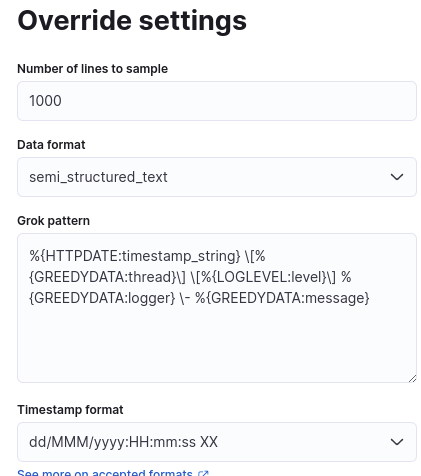 Override settings
Number of lines to sample
1000
Data format
semi_structured_text
Grok pattern
%{HTTPDATE:timestamp_string} \[%
{GREEDYDATA:thread}\] \[%{LOGLEVEL:level}\] %
{GREEDYDATA:logger} \- %{GREEDYDATA:message}
Timestamp format
dd/MMM/yyyy:HH:mm:ss XX
See more on accepted formats